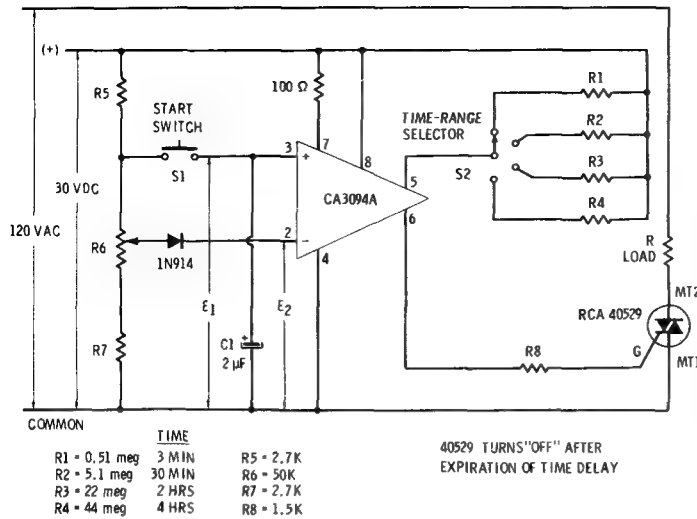 (+)
R5
100 Ω
R1
START
SWITCH
TIME-RANGE
SELECTOR
R2
3
+
7
8
S1
5
S2
R3
30 VDC
CA3094A
6
R4
120 VAC
R6
2
-
4
1N914
R
LOAD
E1
E2
MT2
RCA 40529
R7
C1
+
2 µF
R8
G
MT1
COMMON
TIME
R1 = 0.51 meg 3 MIN R5 = 2.7K
R2 = 5.1 meg 30 MIN R6 = 50K
R3 = 22 meg 2 HRS R7 = 2.7K
R4 = 44 meg 4 HRS R8 = 1.5K
40529 TURNS "OFF" AFTER
EXPIRATION OF TIME DELAY